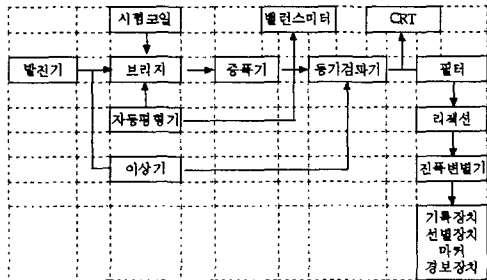 시험코일
밸런스미터
CRT
발진기
브릿지
증폭기
동기검파기
필터
자동평형기
리젝션
이상기
진폭변별기
기록장치
선별장치
마커
경보장치